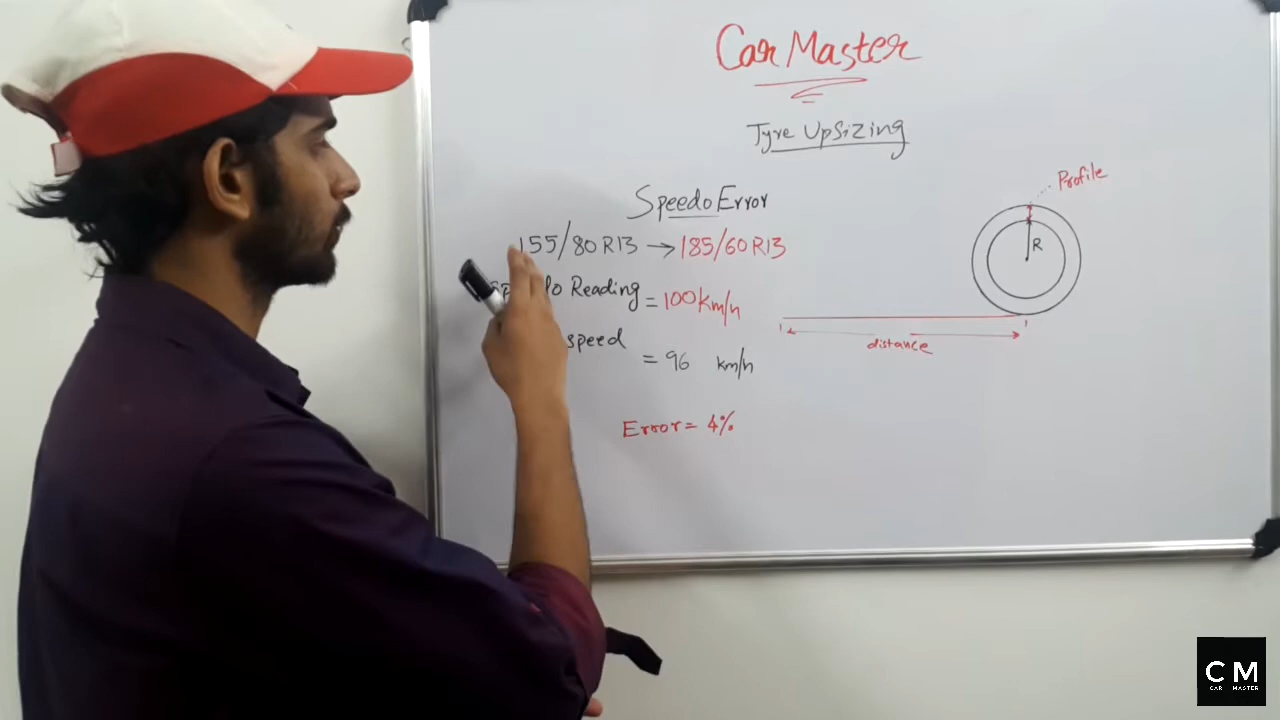 Car Master
Tyre UpSizing
Speedo Error
155/80 R13 → 185/60 R13
Reading = 100 km/h
speed = 96 km/h
Error = 4%
Profile
R
distance
CM
CAR MASTER